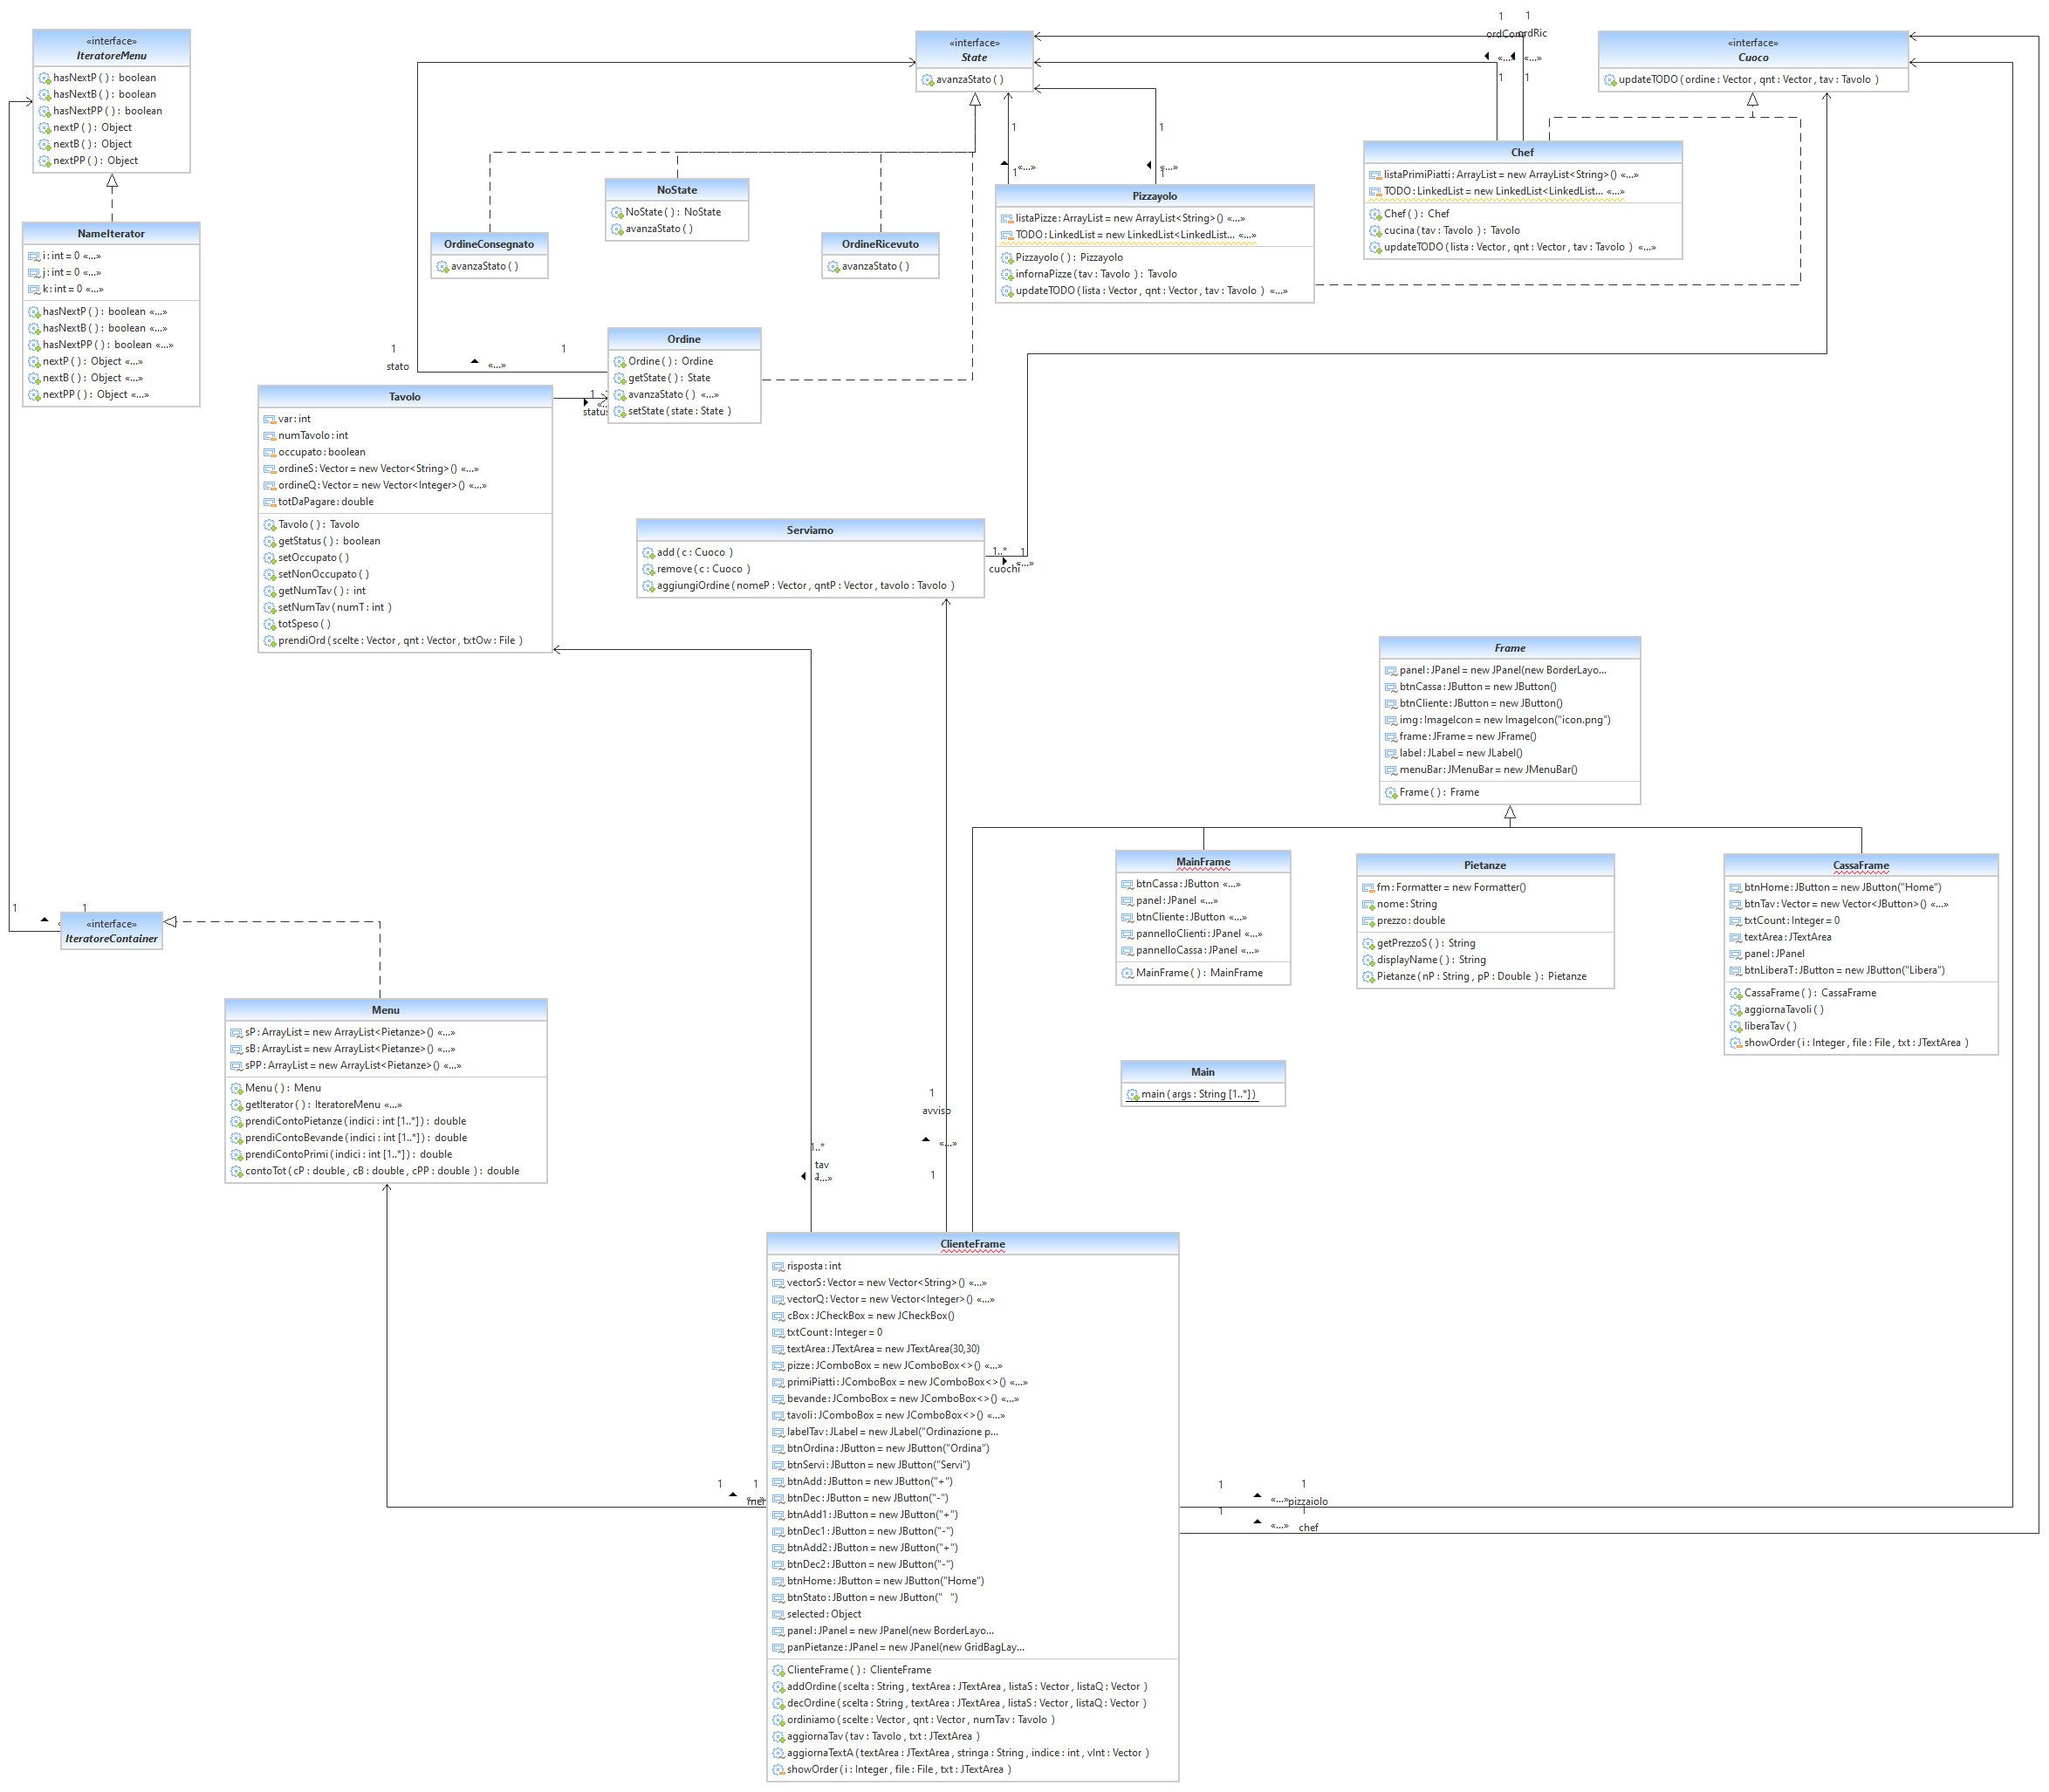 «interface»
IteratoreMenu
hasNextP ( ) : boolean
hasNextB ( ) : boolean
hasNextPP ( ) : boolean
nextP ( ) : Object
nextB ( ) : Object
nextPP ( ) : Object
NameIterator
i : int = 0 «...»
j : int = 0 «...»
k : int = 0 «...»
hasNextP ( ) : boolean «...»
hasNextB ( ) : boolean «...»
hasNextPP ( ) : boolean «...»
nextP ( ) : Object «...»
nextB ( ) : Object «...»
nextPP ( ) : Object «...»
«interface»
State
avanzaStato ( )
1
1
ordRic
«...»
«...»
1
1
«interface»
Cuoco
updateTODO ( ordine : Vector , qnt : Vector , tav : Tavolo )
Chef
listaPrimiPiatti : ArrayList = new ArrayList<String>() «...»
TODO : LinkedList = new LinkedList<LinkedList... «...»
Chef ( ) : Chef
cucina ( tav : Tavolo ) : Tavolo
updateTODO ( lista : Vector , qnt : Vector , tav : Tavolo ) «...»
1
1
«...»
«...»
1
1
NoState
NoState ( ) : NoState
avanzaStato ( )
OrdineConsegnato
avanzaStato ( )
OrdineRicevuto
avanzaStato ( )
Pizzayolo
listaPizze : ArrayList = new ArrayList<String>() «...»
TODO : LinkedList = new LinkedList<LinkedList... «...»
Pizzayolo ( ) : Pizzayolo
infornaPizze ( tav : Tavolo ) : Tavolo
updateTODO ( lista : Vector , qnt : Vector , tav : Tavolo ) «...»
Ordine
Ordine ( ) : Ordine
getState ( ) : State
avanzaStato ( ) «...»
setState ( state : State )
1
stato
«...»
1
1
status
Tavolo
var : int
numTavolo : int
occupato : boolean
ordineS : Vector = new Vector<String>() «...»
ordineQ : Vector = new Vector<Integer>() «...»
totDaPagare : double
Tavolo ( ) : Tavolo
getStatus ( ) : boolean
setOccupato ( )
setNonOccupato ( )
getNumTav ( ) : int
setNumTav ( numT : int )
totSpeso ( )
prendiOrd ( scelte : Vector , qnt : Vector , txtOw : File )
Serviamo
add ( c : Cuoco )
remove ( c : Cuoco )
aggiungiOrdine ( nomeP : Vector , qntP : Vector , tavolo : Tavolo )
1..*
1
cuochi
«...»
Frame
panel : JPanel = new JPanel(new BorderLayo...
btnCassa : JButton = new JButton()
btnCliente : JButton = new JButton()
img : ImageIcon = new ImageIcon("icon.png")
frame : JFrame = new JFrame()
label : JLabel = new JLabel()
menuBar : JMenuBar = new JMenuBar()
Frame ( ) : Frame
MainFrame
btnCassa : JButton «...»
panel : JPanel «...»
btnCliente : JButton «...»
pannelloClienti : JPanel «...»
pannelloCassa : JPanel «...»
MainFrame ( ) : MainFrame
Pietanze
fm : Formatter = new Formatter()
nome : String
prezzo : double
getPrezzoS ( ) : String
displayName ( ) : String
Pietanze ( nP : String , pP : Double ) : Pietanze
CassaFrame
btnHome : JButton = new JButton("Home")
btnTav : Vector = new Vector<JButton>() «...»
txtCount : Integer = 0
textArea : JTextArea
panel : JPanel
btnLiberaT : JButton = new JButton("Libera")
CassaFrame ( ) : CassaFrame
aggiornaTavoli ( )
liberaTav ( )
showOrder ( i : Integer , file : File , txt : JTextArea )
1
1
«interface»
IteratoreContainer
Menu
sP : ArrayList = new ArrayList<Pietanze>() «...»
sB : ArrayList = new ArrayList<Pietanze>() «...»
sPP : ArrayList = new ArrayList<Pietanze>() «...»
Menu ( ) : Menu
getIterator ( ) : IteratoreMenu «...»
prendiContoPietanze ( indici : int [1..*] ) : double
prendiContoBevande ( indici : int [1..*] ) : double
prendiContoPrimi ( indici : int [1..*] ) : double
contoTot ( cP : double , cB : double , cPP : double ) : double
Main
main ( args : String [1..*] )
1
avviso
«...»
1
1..*
tav
1
«...»
ClienteFrame
risposta : int
vectorS : Vector = new Vector<String>() «...»
vectorQ : Vector = new Vector<Integer>() «...»
cBox : JCheckBox = new JCheckBox()
txtCount : Integer = 0
textArea : JTextArea = new JTextArea(30,30)
pizze : JComboBox = new JComboBox<>() «...»
primiPiatti : JComboBox = new JComboBox<>() «...»
bevande : JComboBox = new JComboBox<>() «...»
tavoli : JComboBox = new JComboBox<>() «...»
labelTav : JLabel = new JLabel("Ordinazione p...
btnOrdina : JButton = new JButton("Ordina")
btnServi : JButton = new JButton("Servi")
btnAdd : JButton = new JButton("+")
btnDec : JButton = new JButton("-")
btnAdd1 : JButton = new JButton("+")
btnDec1 : JButton = new JButton("-")
btnAdd2 : JButton = new JButton("+")
btnDec2 : JButton = new JButton("-")
btnHome : JButton = new JButton("Home")
btnStato : JButton = new JButton("   ")
selected : Object
panel : JPanel = new JPanel(new BorderLayo...
panPietanze : JPanel = new JPanel(new GridBagLay...
ClienteFrame ( ) : ClienteFrame
addOrdine ( scelta : String , textArea : JTextArea , listaS : Vector , listaQ : Vector )
decOrdine ( scelta : String , textArea : JTextArea , listaS : Vector , listaQ : Vector )
ordiniamo ( scelte : Vector , qnt : Vector , numTav : Tavolo )
aggiornaTav ( tav : Tavolo , txt : JTextArea )
aggiornaTextA ( textArea : JTextArea , stringa : String , indice : int , vInt : Vector )
showOrder ( i : Integer , file : File , txt : JTextArea )
1
1
1
1
«...»
pizzaiolo
1
1
«...»
chef